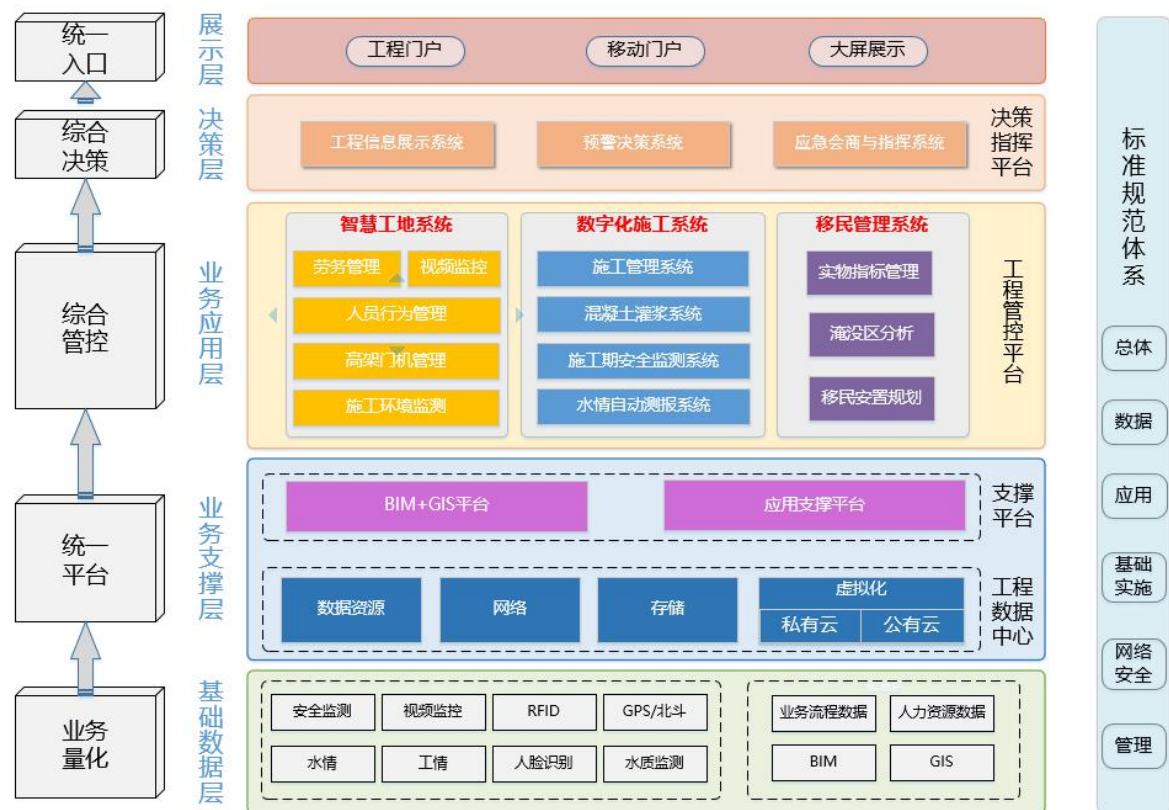 统一
入口
综合
决策
综合
管控
统一
平台
业务
量化
展示层
工程门户
移动门户
大屏展示
决策层
工程信息展示系统
预警决策系统
应急会商与指挥系统
决策
指挥
平台
业务应用层
智慧工地系统
劳务管理
视频监控
人员行为管理
高架门机管理
施工环境监测
数字化施工系统
施工管理系统
混凝土灌浆系统
施工期安全监测系统
水情自动测报系统
移民管理系统
实物指标管理
淹没区分析
移民安置规划
工程管控平台
业务支撑层
BIM+GIS平台
应用支撑平台
支撑
平台
数据资源
网络
存储
虚拟化
私有云
公有云
工程
数据
中心
基础数据层
安全监测
视频监控
RFID
GPS/北斗
水情
工情
人脸识别
水质监测
业务流程数据
人力资源数据
BIM
GIS
标准规范体系
总体
数据
应用
基础
实施
网络
安全
管理